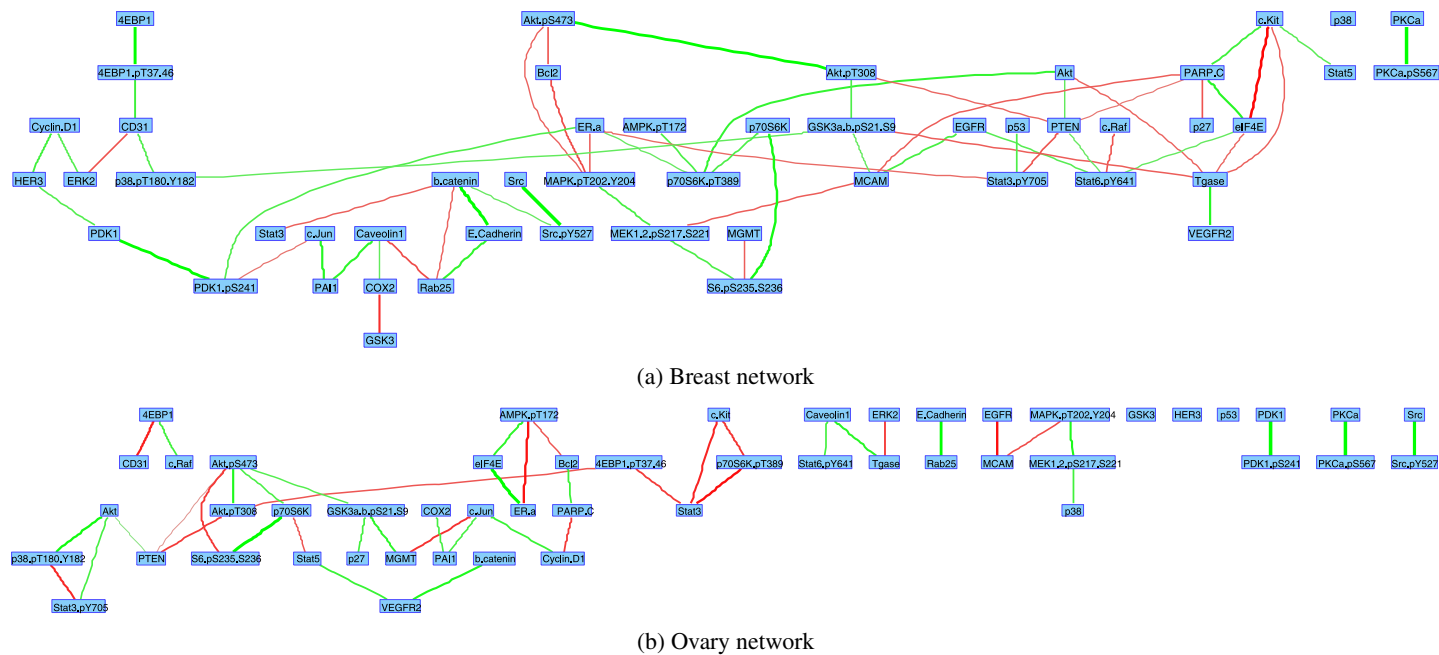 4EBP1 Akt.pS473 c.Kit p38 PKCa
4EBP1.pT37.46 Bcl2 Akt.pT308 Akt PARP.C Stat5 PKCa.pS567
Cyclin.D1 CD31 ER.a AMPK.pT172 p70S6K GSK3a.b.pS21.S9 EGFR p53 PTEN c.Raf p27 eIF4E
HER3 ERK2 p38.pT180.Y182 b.catenin Src MAPK.pT202.Y204 p70S6K.pT389 MCAM Stat3.pY705 Stat6.pY641 Tgase
PDK1 Stat3 c.Jun Caveolin1 E.Cadherin Src.pY527 MEK1.2.pS217.S221 MGMT VEGFR2
PDK1.pS241 PAI1 COX2 Rab25 S6.pS235.S236
GSK3
(a) Breast network
4EBP1 AMPK.pT172 c.Kit Caveolin1 ERK2 E.Cadherin EGFR MAPK.pT202.Y204 GSK3 HER3 p53 PDK1 PKCa Src
CD31 c.Raf Akt.pS473 eIF4E Bcl2 4EBP1.pT37.46 p70S6K.pT389 Stat6.pY641 Tgase Rab25 MCAM MEK1.2.pS217.S221 PDK1.pS241 PKCa.pS567 Src.pY527
Akt Akt.pT308 p70S6K GSK3a.b.pS21.S9 COX2 c.Jun ER.a PARP.C Stat3 p38
p38.pT180.Y182 PTEN S6.pS235.S236 Stat5 p27 MGMT PAI1 b.catenin Cyclin.D1
Stat3.pY705 VEGFR2
(b) Ovary network